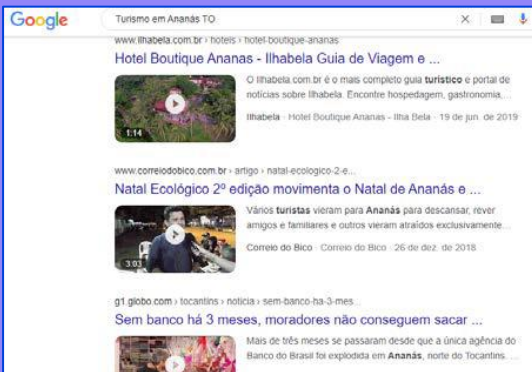 Google
Turismo em Ananás TO
www.ilhabela.com.br › hoteis › hotel-boutique-ananas
Hotel Boutique Ananas - Ilhabela Guia de Viagem e ...
O Ilhabela.com.br é o mais completo guia turístico e portal de
notícias sobre Ilhabela. Encontre hospedagem, gastronomia,...
1:14
Ilhabela · Hotel Boutique Ananas - Ilha Bela · 19 de jun. de 2019
www.correiodobico.com.br › artigo › natal-ecologico-2-e...
Natal Ecológico 2º edição movimenta o Natal de Ananás e ...
Vários turistas vieram para Ananás para descansar, rever
amigos e familiares e outros vieram atraídos exclusivamente...
3:03
Correio do Bico · Correio do Bico · 26 de dez. de 2018
g1.globo.com › tocantins › noticia › sem-banco-ha-3-mes...
Sem banco há 3 meses, moradores não conseguem sacar ...
Mais de três meses se passaram desde que a única agência do
Banco do Brasil foi explodida em Ananás, norte do Tocantins. ...